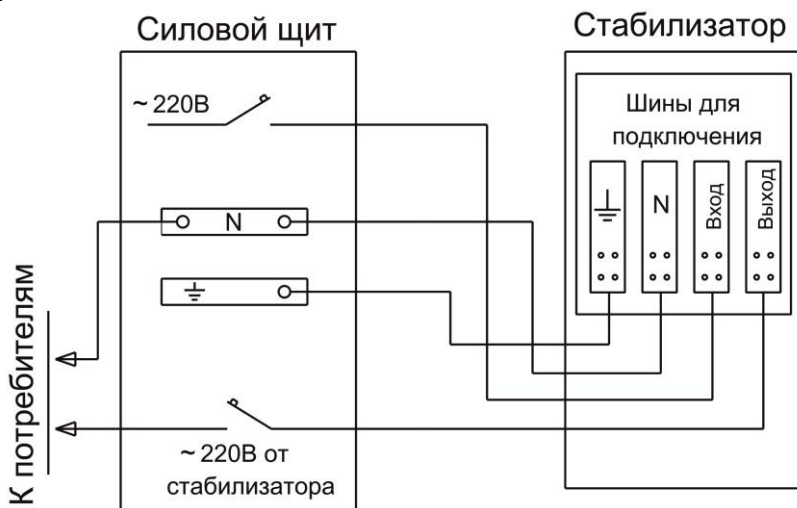 Силовой щит
Стабилизатор
~ 220В
Шины для
подключения
N
N
Вход
Выход
К потребителям
~ 220В от
стабилизатора